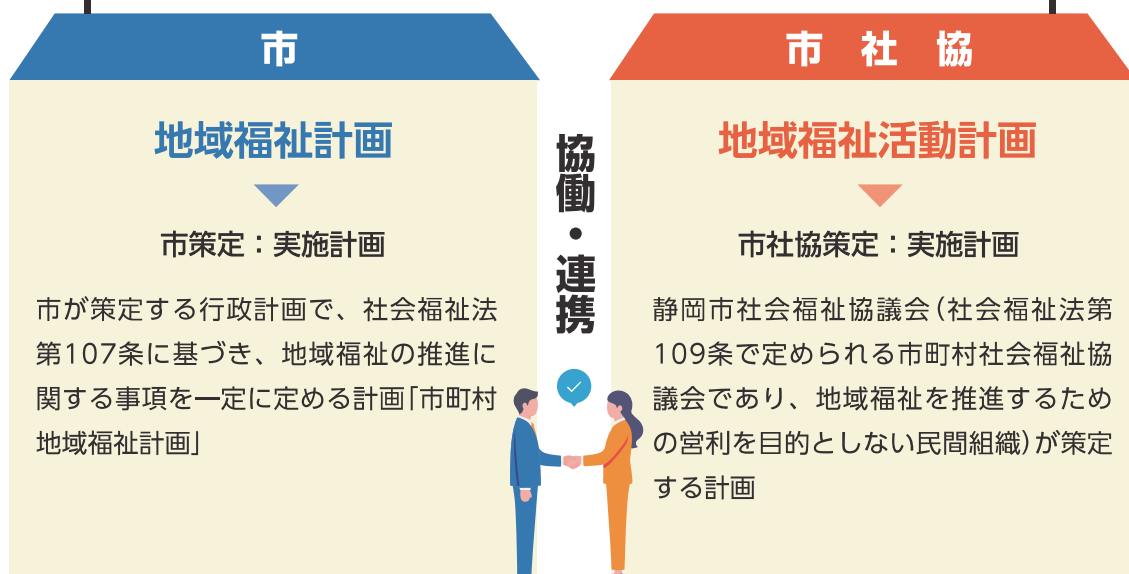 市
地域福祉計画
市策定：実施計画
市が策定する行政計画で、社会福祉法
第107条に基づき、地域福祉の推進に
関する事項を一定に定める計画「市町村
地域福祉計画」
協働・連携
市社協
地域福祉活動計画
市社協策定：実施計画
静岡市社会福祉協議会（社会福祉法第
109条で定められる市町村社会福祉協
議会であり、地域福祉を推進するため
の営利を目的としない民間組織）が策定
する計画